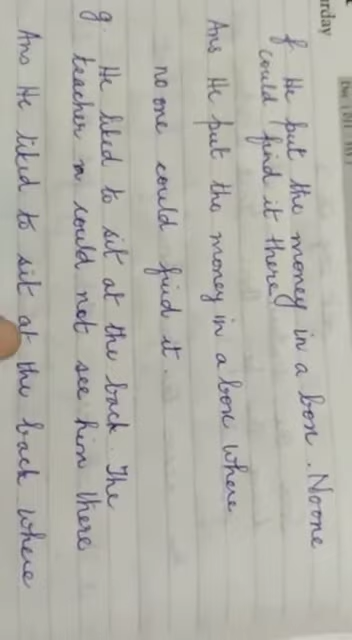 urday
f. He put the money in a box. Noone
could find it there.
Ans He put the money in a box where
no one could find it.
g. He liked to sit at the back. The
teacher could not see him there
Ans He liked to sit at the back where